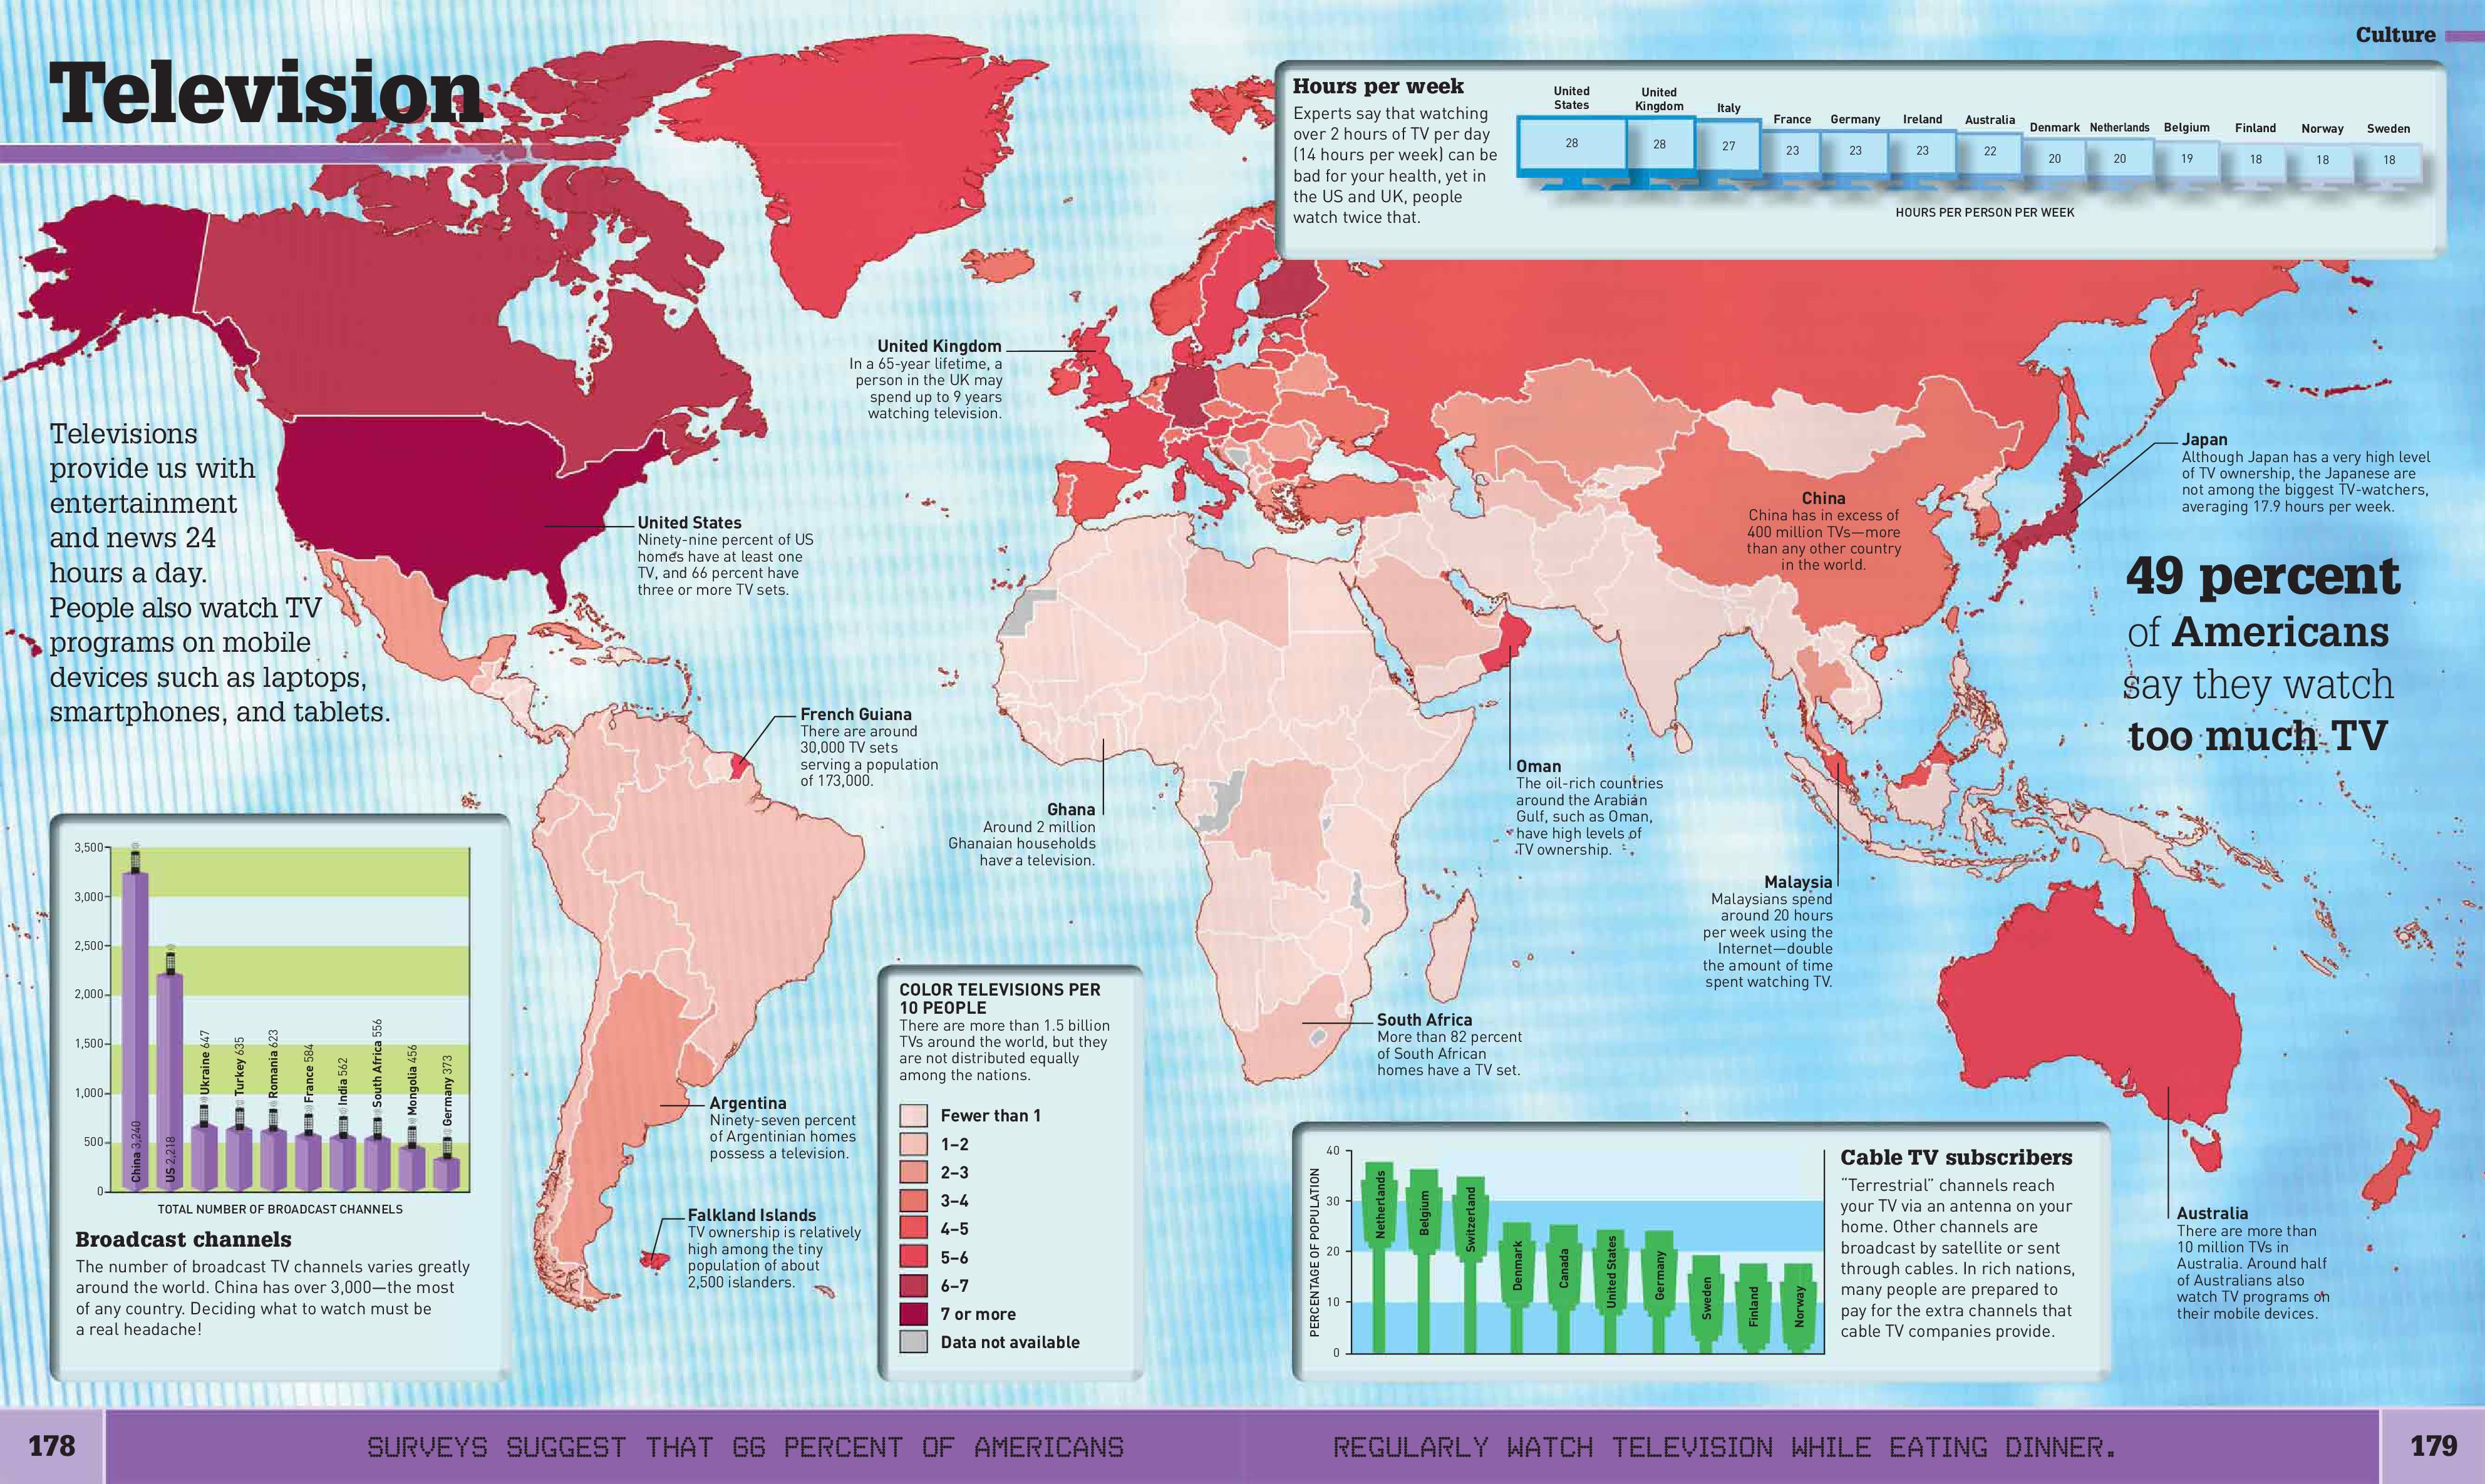 Culture
Television
Televisions
provide us with
entertainment
and news 24
hours a day.
People also watch TV
programs on mobile
devices such as laptops,
smartphones, and tablets.
Hours per week
Experts say that watching
over 2 hours of TV per day
(14 hours per week) can be
bad for your health, yet in
the US and UK, people
watch twice that.
United
States
28
United
Kingdom
28
Italy
27
France
23
Germany
23
Ireland
23
Australia
22
Denmark
20
Netherlands
20
Belgium
19
Finland
18
Norway
18
Sweden
18
HOURS PER PERSON PER WEEK
United Kingdom
In a 65-year lifetime, a
person in the UK may
spend up to 9 years
watching television.
United States
Ninety-nine percent of US
homes have at least one
TV, and 66 percent have
three or more TV sets.
China
China has in excess of
400 million TVs—more
than any other country
in the world.
Japan
Although Japan has a very high level
of TV ownership, the Japanese are
not among the biggest TV-watchers,
averaging 17.9 hours per week.
49 percent
of Americans
say they watch
too much TV
French Guiana
There are around
30,000 TV sets
serving a population
of 173,000.
Ghana
Around 2 million
Ghanaian households
have a television.
Oman
The oil-rich countries
around the Arabian
Gulf, such as Oman,
have high levels of
TV ownership.
Malaysia
Malaysians spend
around 20 hours
per week using the
Internet—double
the amount of time
spent watching TV.
South Africa
More than 82 percent
of South African
homes have a TV set.
Argentina
Ninety-seven percent
of Argentinian homes
possess a television.
Falkland Islands
TV ownership is relatively
high among the tiny
population of about
2,500 islanders.
Australia
There are more than
10 million TVs in
Australia. Around half
of Australians also
watch TV programs on
their mobile devices.
3,500
3,000
2,500
2,000
1,500
1,000
500
0
China 3,240
US 2,218
Ukraine 647
Turkey 635
Romania 623
France 584
India 562
South Africa 556
Mongolia 456
Germany 373
TOTAL NUMBER OF BROADCAST CHANNELS
Broadcast channels
The number of broadcast TV channels varies greatly
around the world. China has over 3,000—the most
of any country. Deciding what to watch must be
a real headache!
COLOR TELEVISIONS PER
10 PEOPLE
There are more than 1.5 billion
TVs around the world, but they
are not distributed equally
among the nations.
Fewer than 1
1–2
2–3
3–4
4–5
5–6
6–7
7 or more
Data not available
PERCENTAGE OF POPULATION
40
30
20
10
0
Netherlands
Belgium
Switzerland
Denmark
Canada
United States
Germany
Sweden
Finland
Norway
Cable TV subscribers
“Terrestrial” channels reach
your TV via an antenna on your
home. Other channels are
broadcast by satellite or sent
through cables. In rich nations,
many people are prepared to
pay for the extra channels that
cable TV companies provide.
178
SURVEYS SUGGEST THAT 66 PERCENT OF AMERICANS
REGULARLY WATCH TELEVISION WHILE EATING DINNER.
179